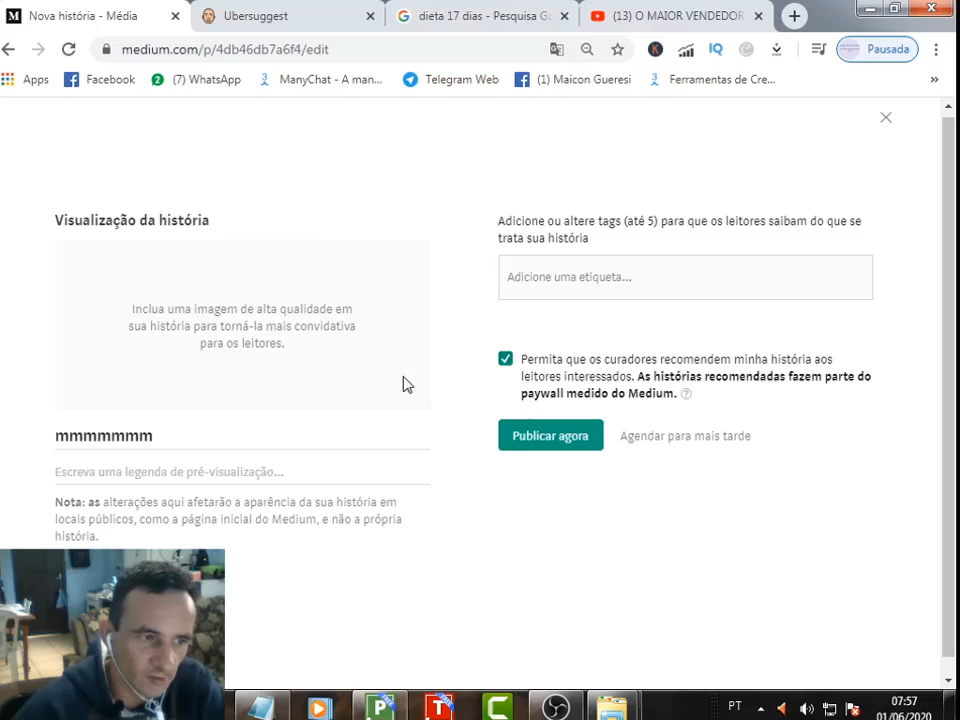 Nova história - Média
Ubersuggest
dieta 17 dias - Pesquisa Go
(13) O MAIOR VENDEDOR
medium.com/p/4db46db7a6f4/edit
Pausada
Apps
Facebook
(7) WhatsApp
ManyChat - A man...
Telegram Web
(1) Maicon Gueresi
Ferramentas de Cre...
Visualização da história
Inclua uma imagem de alta qualidade em
sua história para torná-la mais convidativa
para os leitores.
mmmmmmm
Escreva uma legenda de pré-visualização...
Nota: as alterações aqui afetarão a aparência da sua história em
locais públicos, como a página inicial do Medium, e não a própria
história.
Adicione ou altere tags (até 5) para que os leitores saibam do que se
trata sua história
Adicione uma etiqueta...
Permita que os curadores recomendem minha história aos
leitores interessados. As histórias recomendadas fazem parte do
paywall medido do Medium.
Publicar agora
Agendar para mais tarde
PT
07:57
01/06/2020